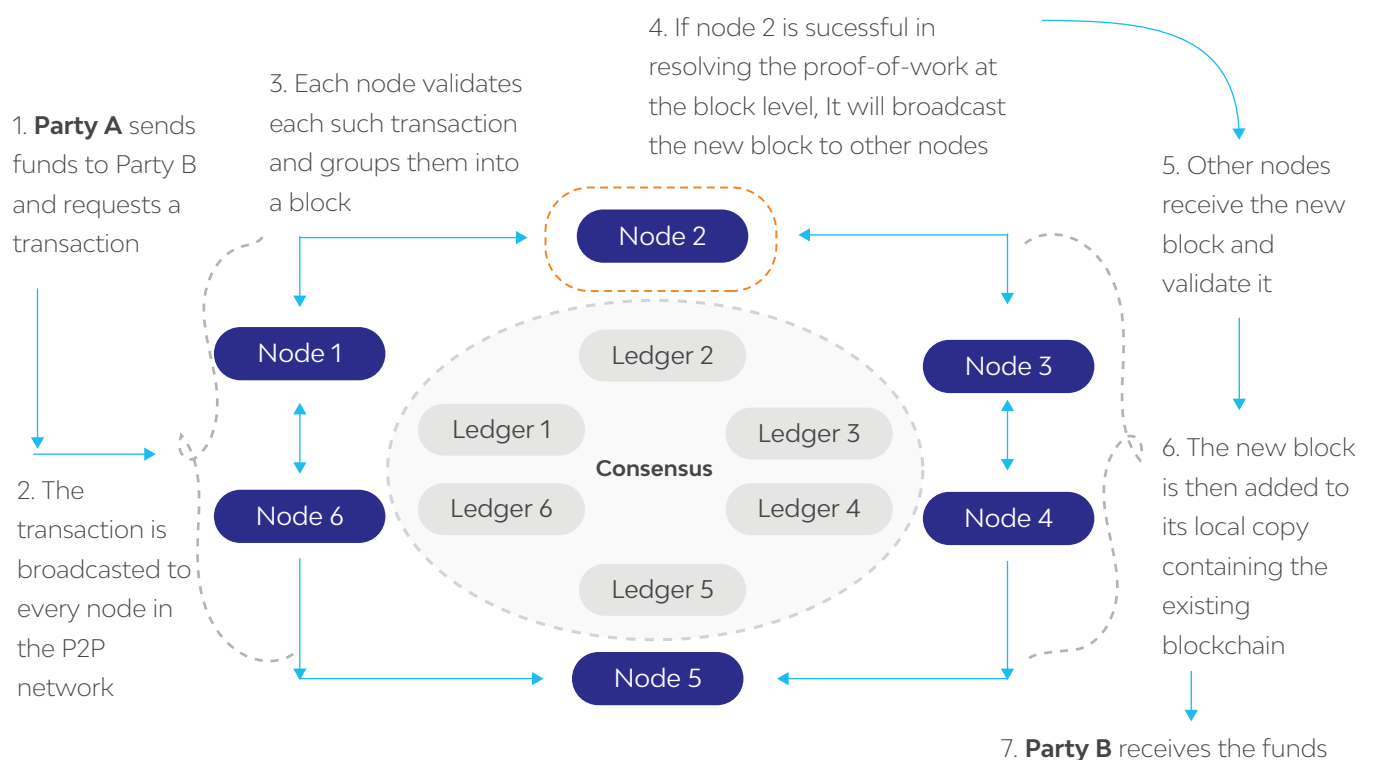 1. Party A sends
funds to Party B
and requests a
transaction
2. The
transaction is
broadcasted to
every node in
the P2P
network
3. Each node validates
each such transaction
and groups them into
a block
4. If node 2 is sucessful in
resolving the proof-of-work at
the block level, It will broadcast
the new block to other nodes
5. Other nodes
receive the new
block and
validate it
6. The new block
is then added to
its local copy
containing the
existing
blockchain
7. Party B receives the funds
Node 2
Node 1
Node 3
Node 6
Node 4
Node 5
Ledger 2
Ledger 1
Ledger 3
Consensus
Ledger 6
Ledger 4
Ledger 5